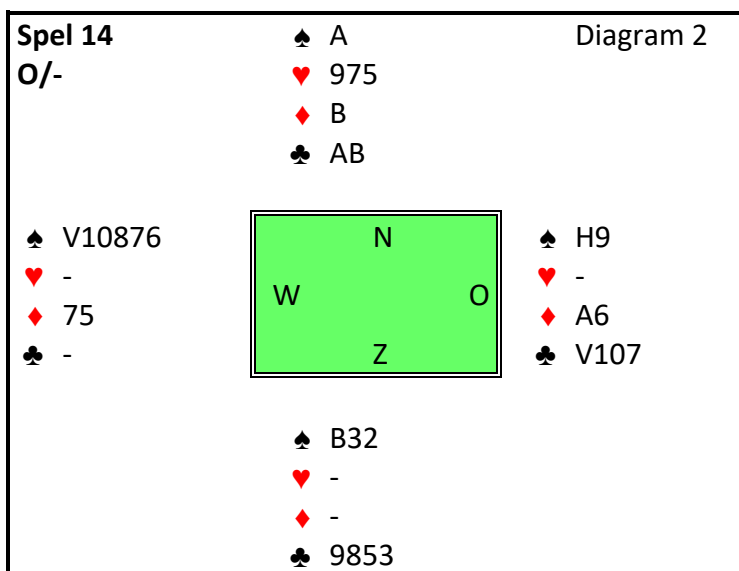 Spel 14 ♠ A Diagram 2
O/- ♥ 975
♦ B
♣ AB
♠ V10876 N ♠ H9
♥ - ♥ -
W O
♦ 75 ♦ A6
♣ - Z ♣ V107
♠ B32
♥ -
♦ -
♣ 9853